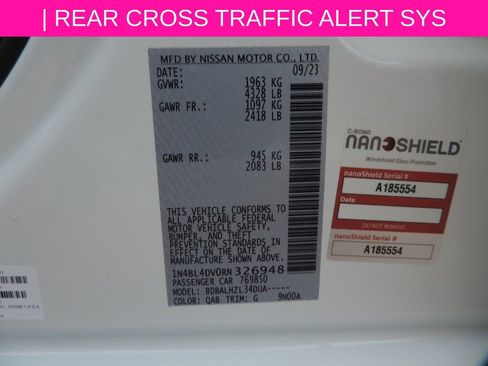 | REAR CROSS TRAFFIC ALERT SYS
MFD BY NISSAN MOTOR CO., LTD.
DATE: 09/23
GVWR: 1963 KG
4328 LB
GAWR FR.: 1097 KG
2418 LB
GAWR RR.: 945 KG
2083 LB
THIS VEHICLE CONFORMS TO
ALL APPLICABLE FEDERAL
MOTOR VEHICLE SAFETY,
BUMPER, AND THEFT
PREVENTION STANDARDS IN
EFFECT ON THE DATE OF
MANUFACTURE SHOWN ABOVE.
1N4BL4DV0RN326948
PASSENGER CAR 769850
MODEL: BDBALHZL34DUA-----
COLOR: QAB TRIM: G 9N00A
C-BOND
NANOSHIELD
Windshield Glass Protection
nanoShield Serial #
A185554
Date:
DO NOT REMOVE
nanoShield Serial #
A185554